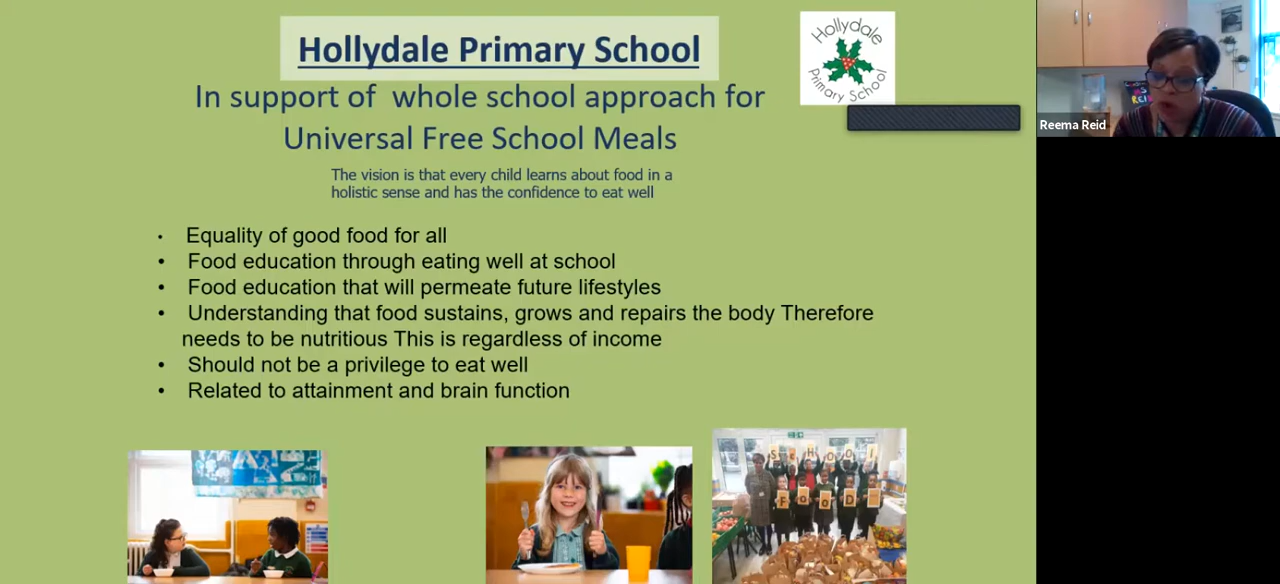 Hollydale Primary School
In support of whole school approach for
Universal Free School Meals
The vision is that every child learns about food in a
holistic sense and has the confidence to eat well
Hollydale
Primary School
Reema Reid
• Equality of good food for all
• Food education through eating well at school
• Food education that will permeate future lifestyles
• Understanding that food sustains, grows and repairs the body Therefore
needs to be nutritious This is regardless of income
• Should not be a privilege to eat well
• Related to attainment and brain function
SCHOOl
FOOD